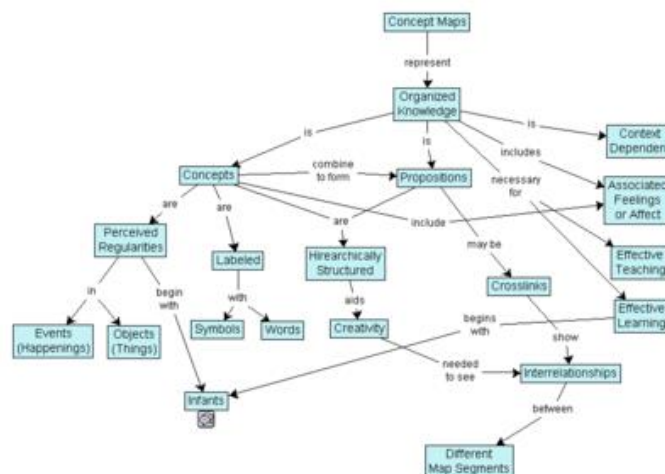 Concept Maps
represent
Organized
Knowledge
is
is
is
includes
necessary
for
Context
Dependent
Concepts
combine
to form
Propositions
Associated
Feelings
or Affect
are
are
are
include
may be
Perceived
Regularities
Labeled
Hirearchically
Structured
Effective
Teaching
Crosslinks
in
begin
with
with
aids
begins
with
show
Effective
Learning
Events
(Happenings)
Objects
(Things)
Symbols
Words
Creativity
needed
to see
Interrelationships
Infants
between
Different
Map Segments